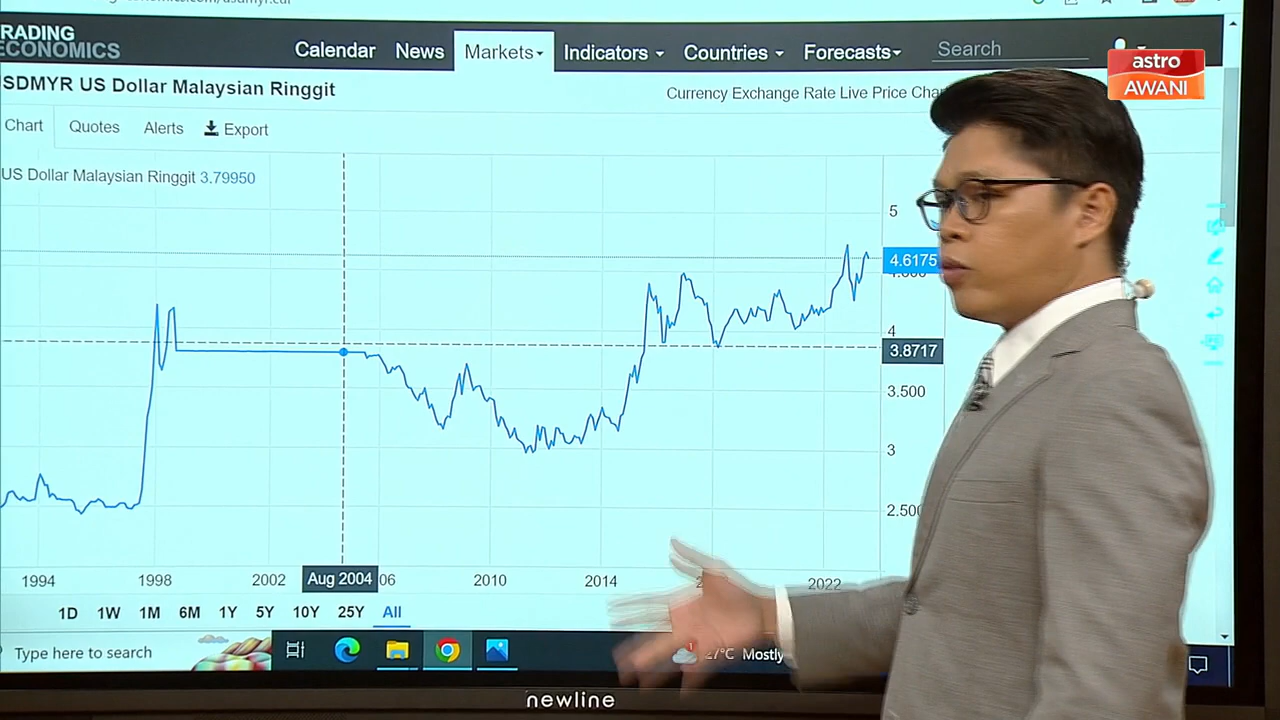 RADING
ECONOMICS
Calendar News Markets Indicators Countries Forecasts Search
astro
AWANI
SDMYR US Dollar Malaysian Ringgit
Currency Exchange Rate Live Price Char
Chart Quotes Alerts Export
US Dollar Malaysian Ringgit 3.79950
5
4.6175
4
3.8717
3.500
3
2.500
1994 1998 2002 Aug 2004 06 2010 2014 2022
1D 1W 1M 6M 1Y 5Y 10Y 25Y All
Type here to search
27°C Mostly
newline